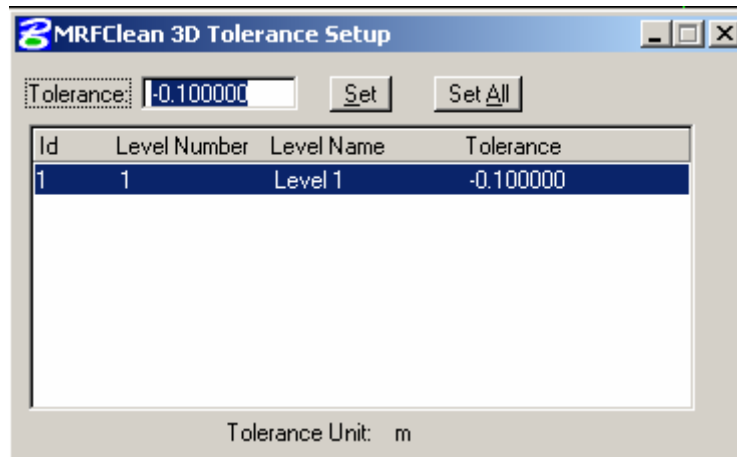 MRFClean 3D Tolerance Setup
Tolerance: -0.100000 Set Set All
Id Level Number Level Name Tolerance
1 1 Level 1 -0.100000
Tolerance Unit: m